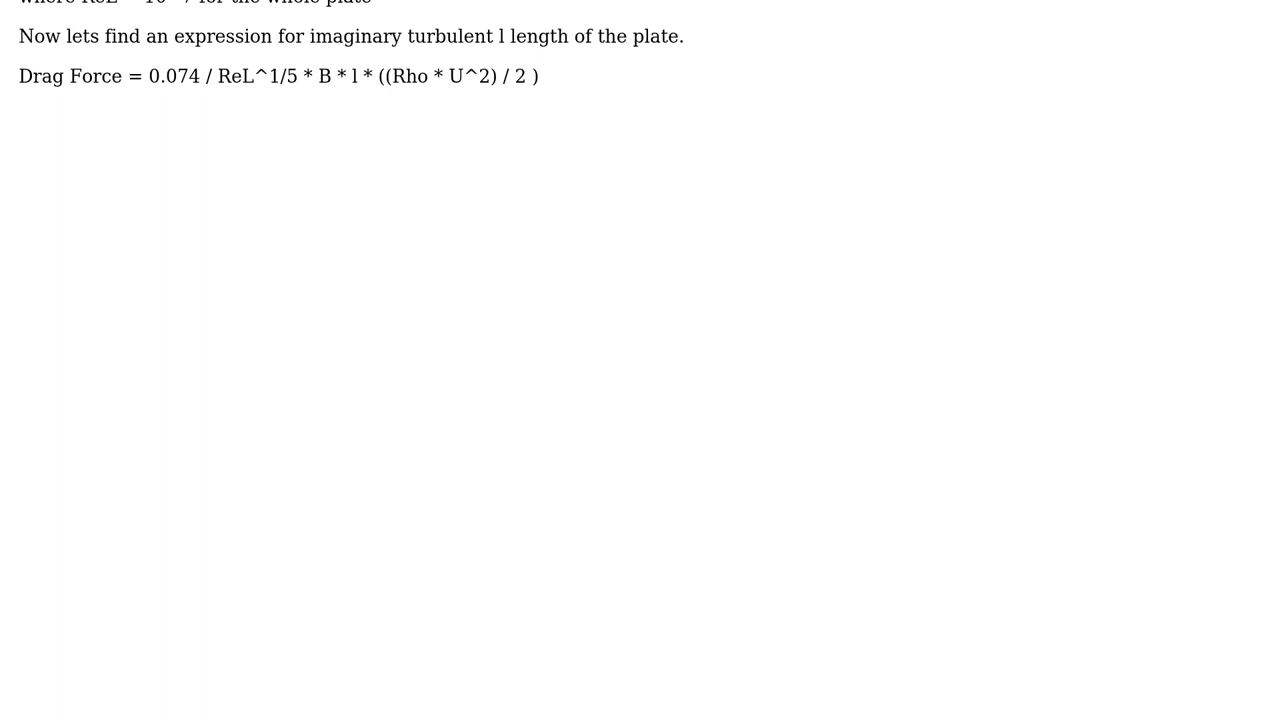 Now lets find an expression for imaginary turbulent l length of the plate.
Drag Force = 0.074 / ReL^1/5 * B * l * ((Rho * U^2) / 2 )